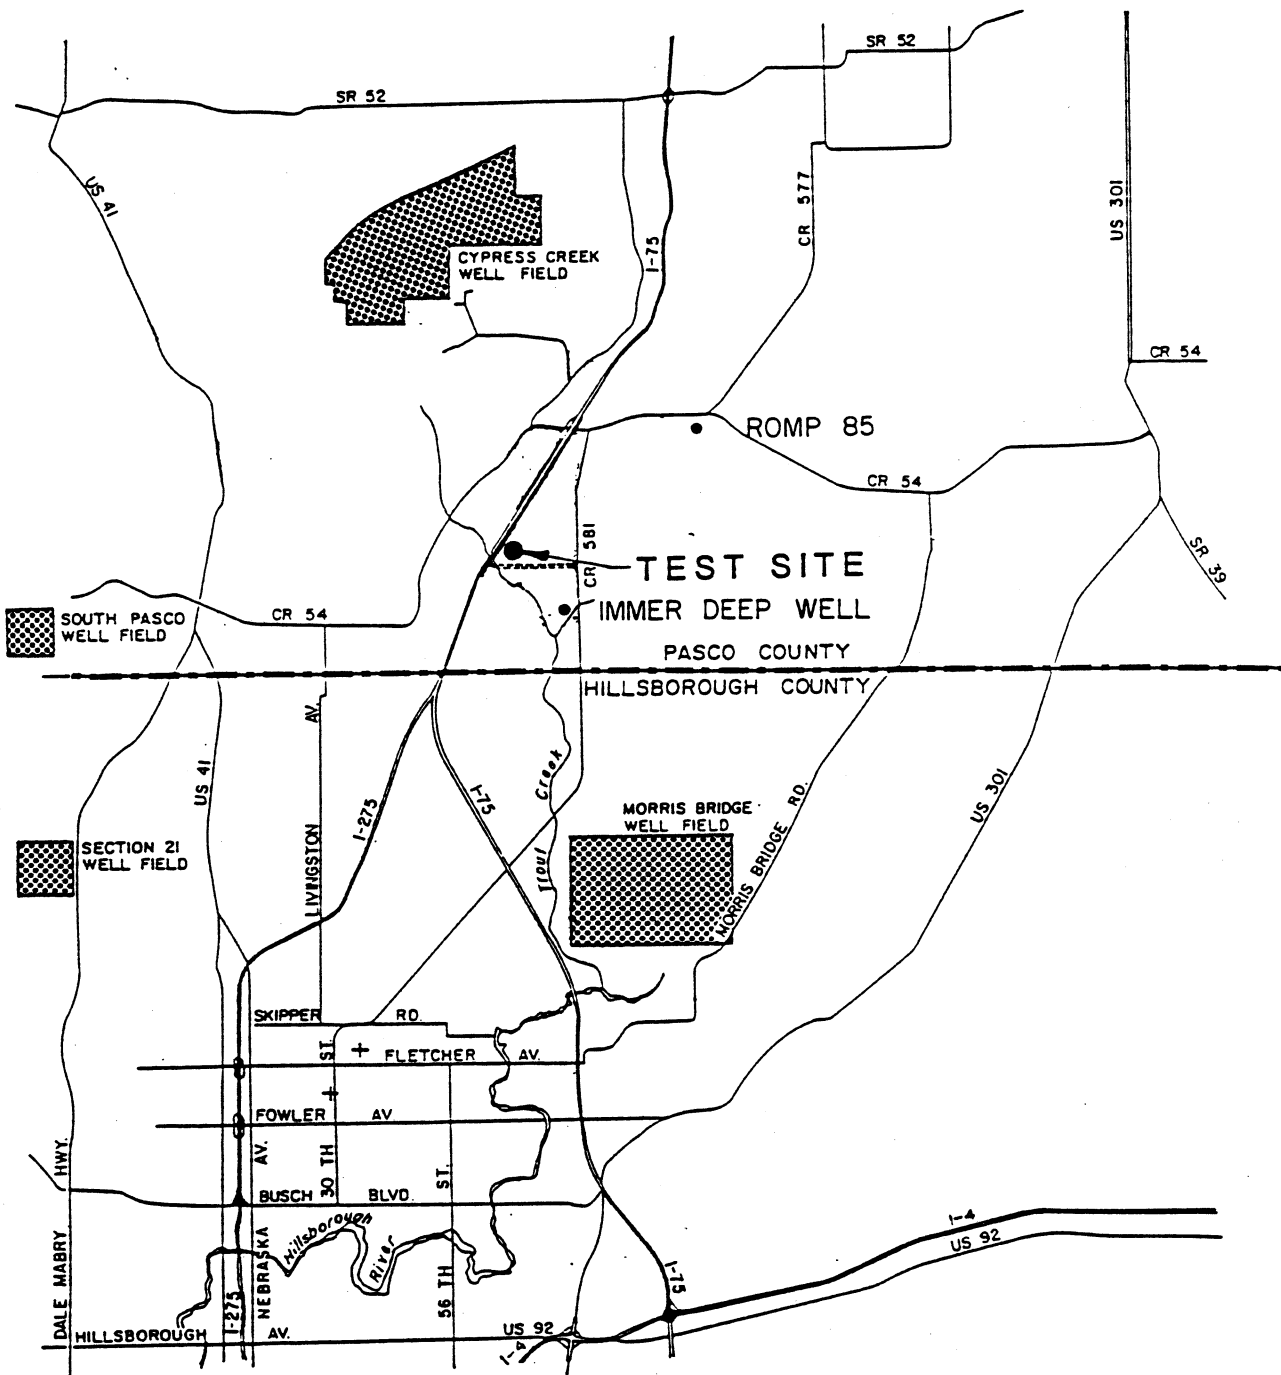 SR 52
SR 52
US 41
CR 577
US 301
I-75
CYPRESS CREEK
WELL FIELD
CR 54
ROMP 85
CR 54
CR 581
SR 39
TEST SITE
IMMER DEEP WELL
SOUTH PASCO
WELL FIELD
CR 54
PASCO COUNTY
HILLSBOROUGH COUNTY
LIVINGSTON AV.
US 41
I-275
I-75
Trout Creek
MORRIS BRIDGE
WELL FIELD
MORRIS BRIDGE RD.
US 301
SECTION 21
WELL FIELD
SKIPPER RD.
FLETCHER AV.
FOWLER AV.
BUSCH BLVD.
30 TH ST.
56 TH ST.
NEBRASKA AV.
DALE MABRY HWY.
Hillsborough River
I-275
HILLSBOROUGH AV.
US 92
I-4
I-75
I-4
US 92